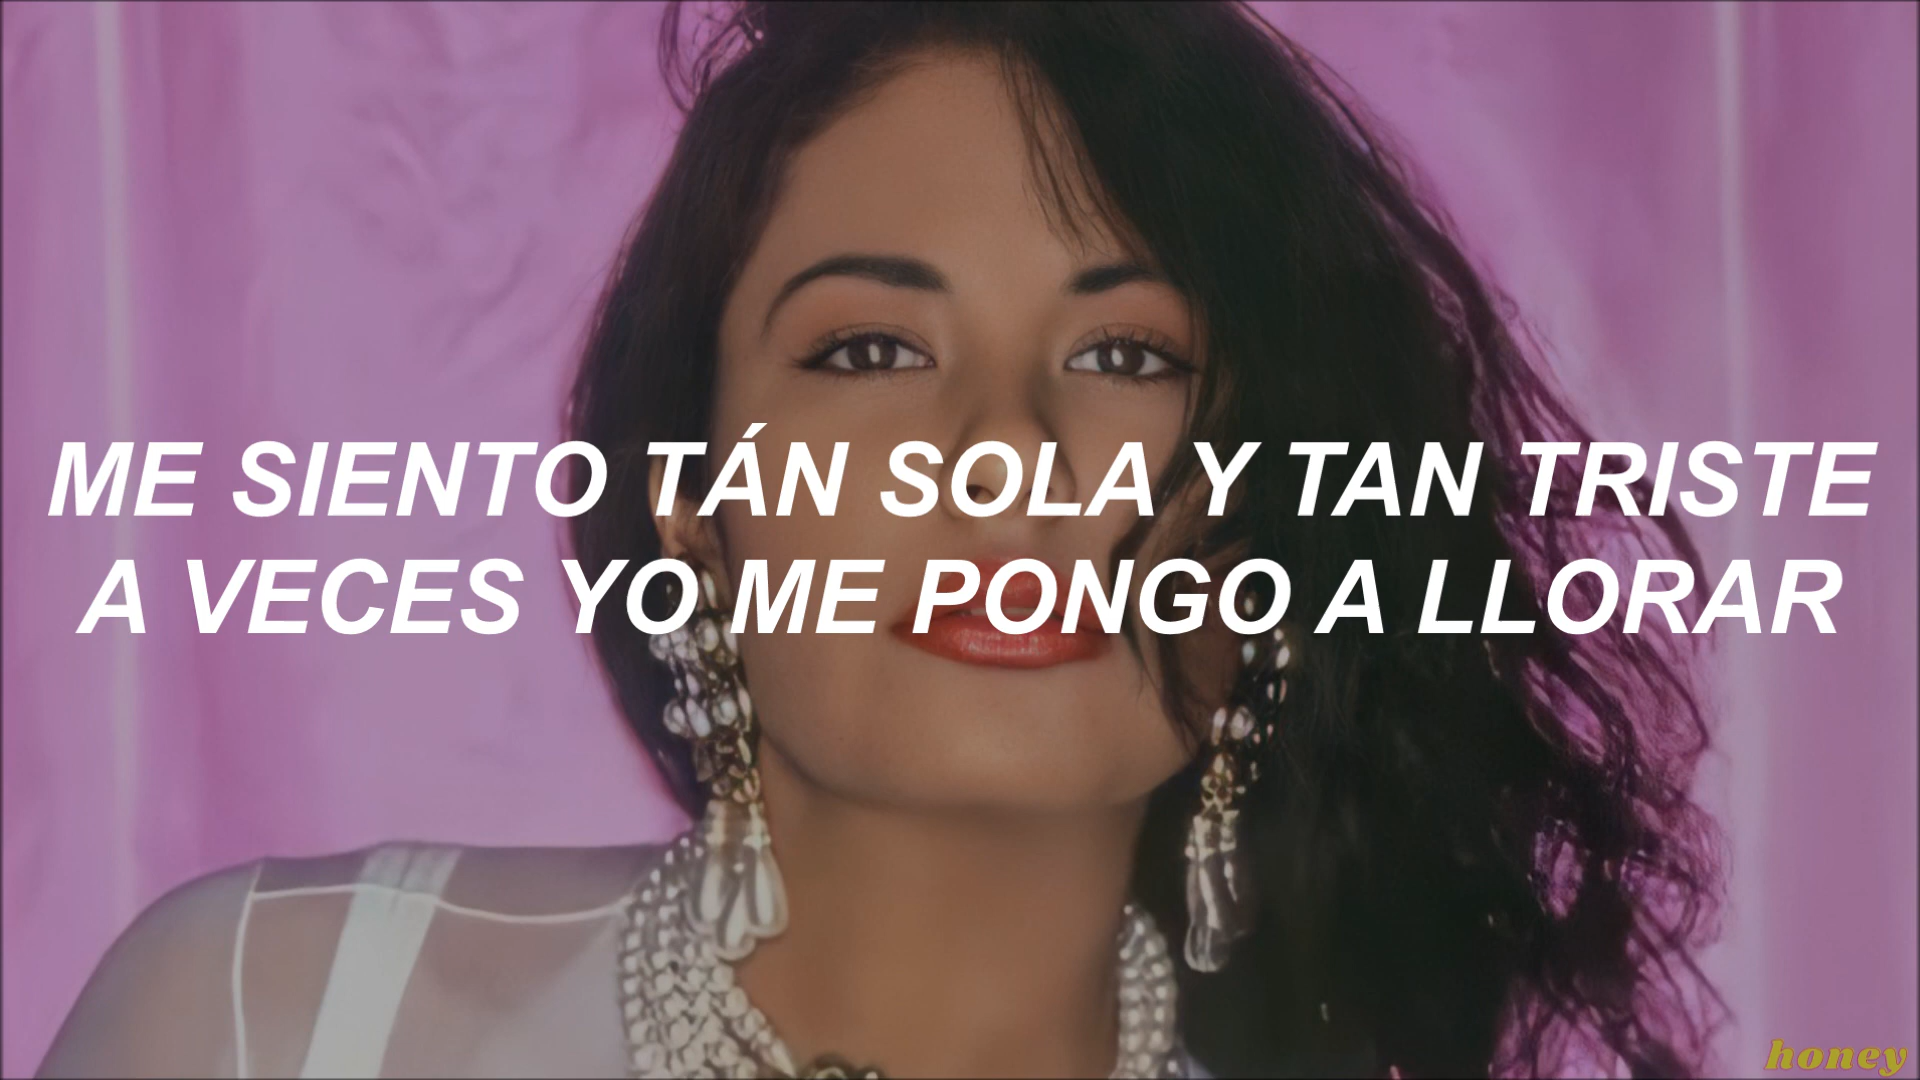 ME SIENTO TÁN SOLA Y TAN TRISTE
A VECES YO ME PONGO A LLORAR
honey